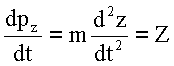 dp_z/dt = m d²z/dt² = Z